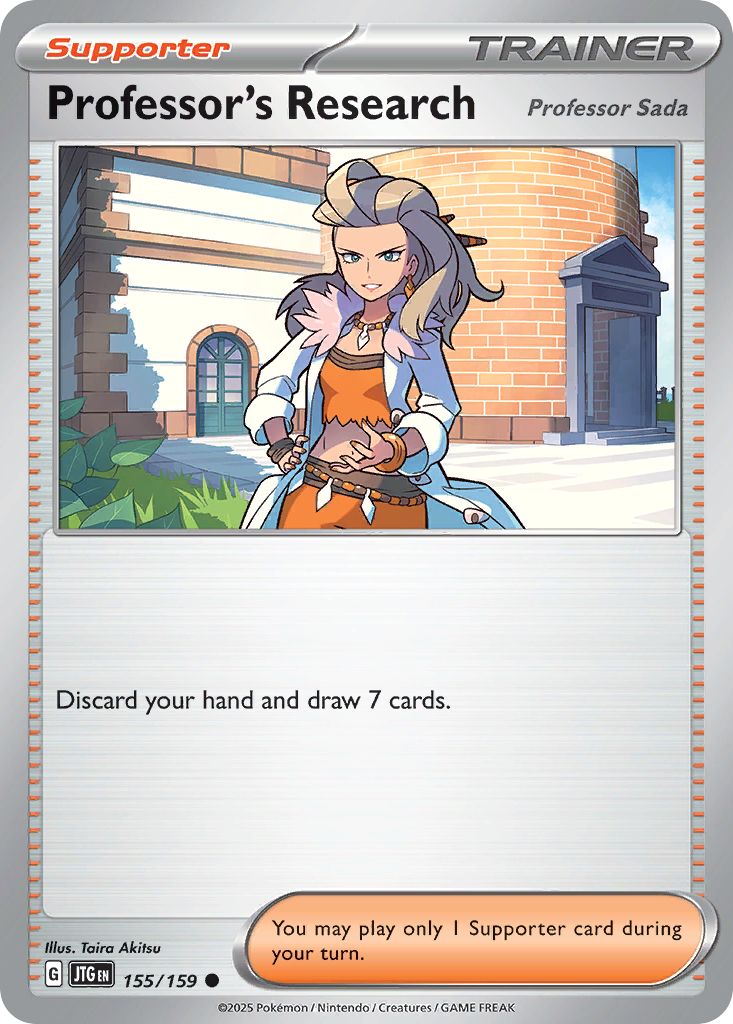 Supporter
TRAINER
Professor's Research
Professor Sada
Discard your hand and draw 7 cards.
You may play only 1 Supporter card during
your turn.
Illus. Taira Akitsu
G JTG EN 155/159
©2025 Pokémon / Nintendo / Creatures / GAME FREAK